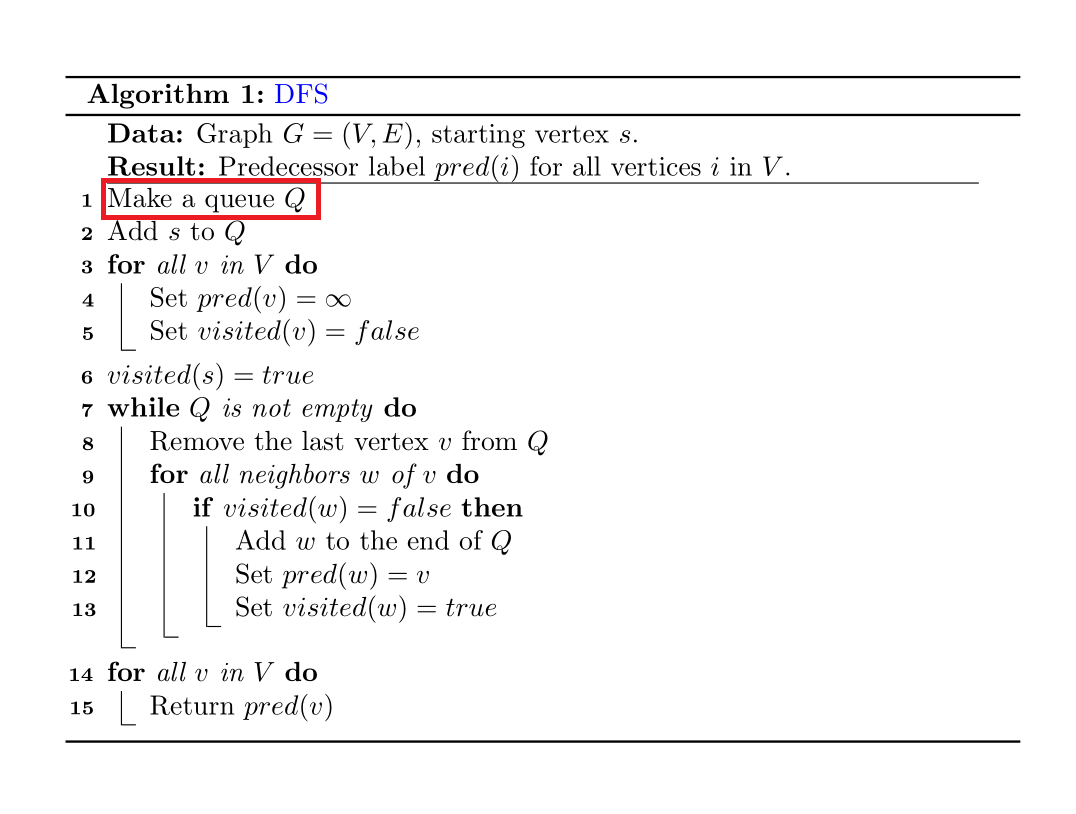 Algorithm 1: DFS
Data: Graph G = (V, E), starting vertex s.
Result: Predecessor label pred(i) for all vertices i in V.
1 Make a queue Q
2 Add s to Q
3 for all v in V do
4 Set pred(v) = ∞
5 Set visited(v) = false
6 visited(s) = true
7 while Q is not empty do
8 Remove the last vertex v from Q
9 for all neighbors w of v do
10 if visited(w) = false then
11 Add w to the end of Q
12 Set pred(w) = v
13 Set visited(w) = true
14 for all v in V do
15 Return pred(v)